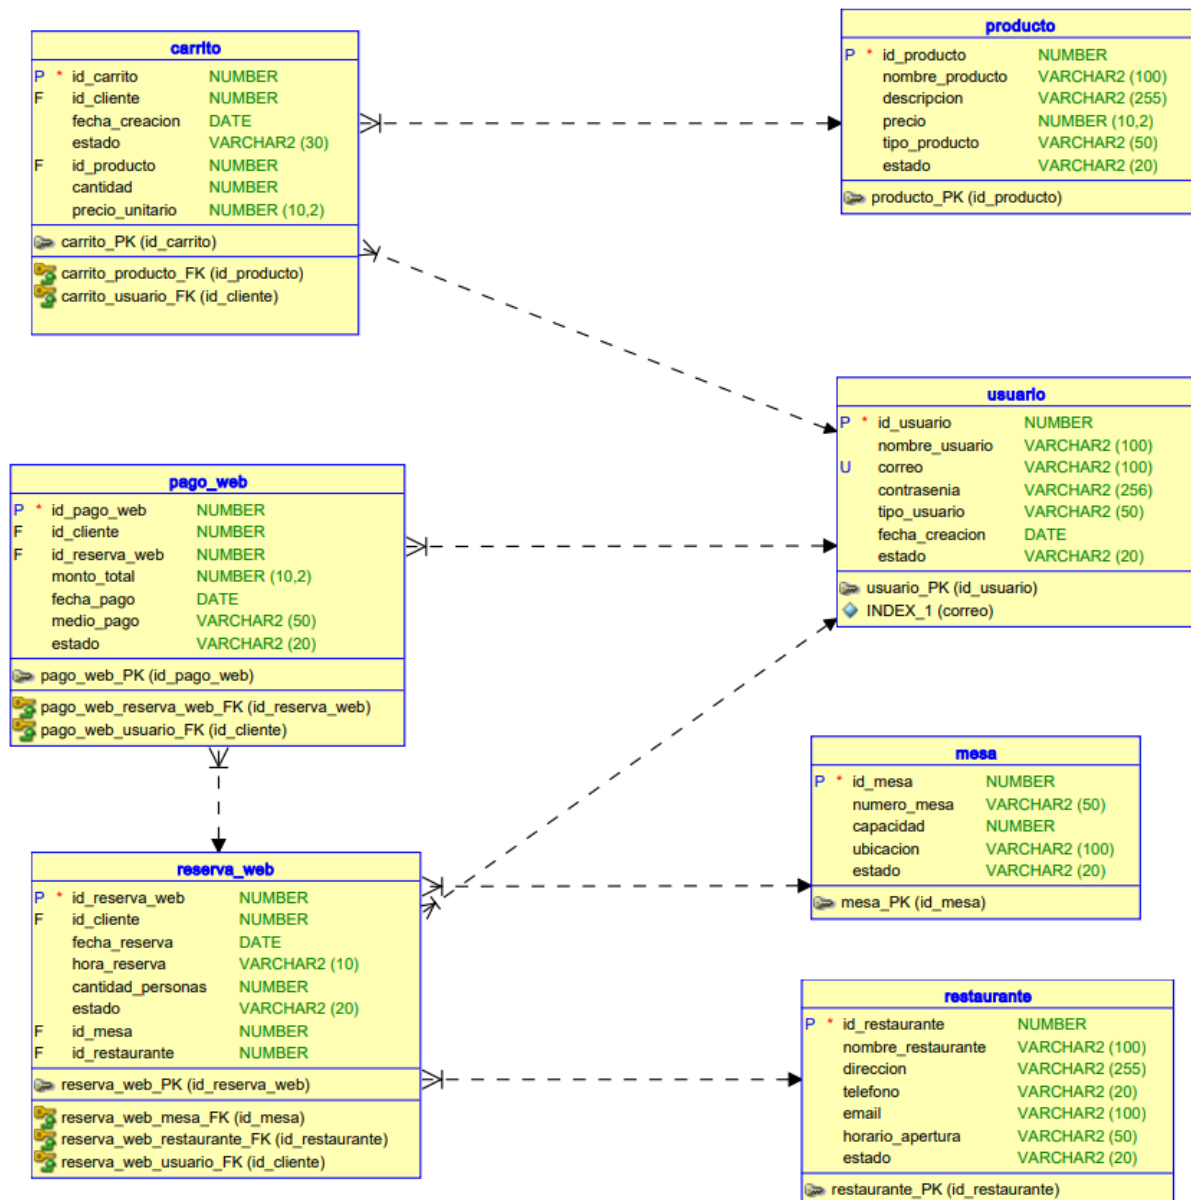 carrito
P * id_carrito NUMBER
F id_cliente NUMBER
fecha_creacion DATE
estado VARCHAR2 (30)
F id_producto NUMBER
cantidad NUMBER
precio_unitario NUMBER (10,2)
carrito_PK (id_carrito)
carrito_producto_FK (id_producto)
carrito_usuario_FK (id_cliente)
producto
P * id_producto NUMBER
nombre_producto VARCHAR2 (100)
descripcion VARCHAR2 (255)
precio NUMBER (10,2)
tipo_producto VARCHAR2 (50)
estado VARCHAR2 (20)
producto_PK (id_producto)
usuario
P * id_usuario NUMBER
nombre_usuario VARCHAR2 (100)
U correo VARCHAR2 (100)
contrasenia VARCHAR2 (256)
tipo_usuario VARCHAR2 (50)
fecha_creacion DATE
estado VARCHAR2 (20)
usuario_PK (id_usuario)
INDEX_1 (correo)
pago_web
P * id_pago_web NUMBER
F id_cliente NUMBER
F id_reserva_web NUMBER
monto_total NUMBER (10,2)
fecha_pago DATE
medio_pago VARCHAR2 (50)
estado VARCHAR2 (20)
pago_web_PK (id_pago_web)
pago_web_reserva_web_FK (id_reserva_web)
pago_web_usuario_FK (id_cliente)
mesa
P * id_mesa NUMBER
numero_mesa VARCHAR2 (50)
capacidad NUMBER
ubicacion VARCHAR2 (100)
estado VARCHAR2 (20)
mesa_PK (id_mesa)
reserva_web
P * id_reserva_web NUMBER
F id_cliente NUMBER
fecha_reserva DATE
hora_reserva VARCHAR2 (10)
cantidad_personas NUMBER
estado VARCHAR2 (20)
F id_mesa NUMBER
F id_restaurante NUMBER
reserva_web_PK (id_reserva_web)
reserva_web_mesa_FK (id_mesa)
reserva_web_restaurante_FK (id_restaurante)
reserva_web_usuario_FK (id_cliente)
restaurante
P * id_restaurante NUMBER
nombre_restaurante VARCHAR2 (100)
direccion VARCHAR2 (255)
telefono VARCHAR2 (20)
email VARCHAR2 (100)
horario_apertura VARCHAR2 (50)
estado VARCHAR2 (20)
restaurante_PK (id_restaurante)